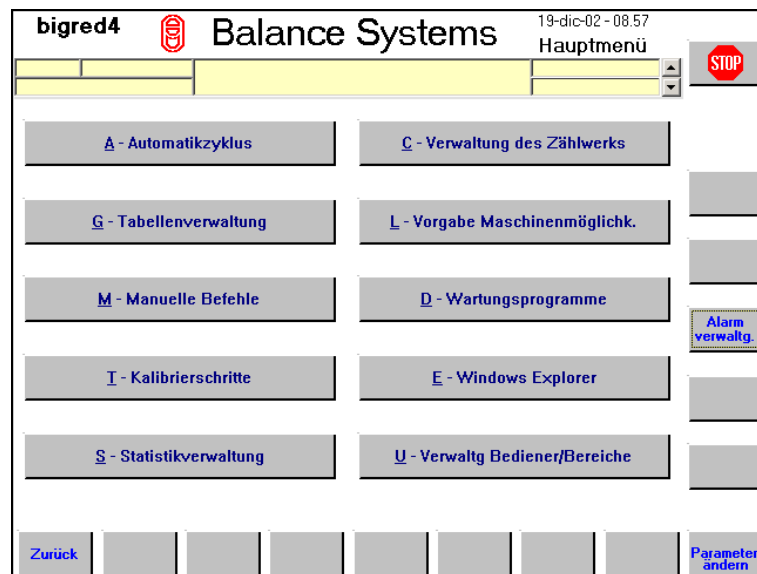 bigred4
Balance Systems
19-dic-02 - 08.57
Hauptmenü
STOP
A - Automatikzyklus
C - Verwaltung des Zählwerks
G - Tabellenverwaltung
L - Vorgabe Maschinenmöglichk.
M - Manuelle Befehle
D - Wartungsprogramme
Alarm
verwaltg.
T - Kalibrierschritte
E - Windows Explorer
S - Statistikverwaltung
U - Verwaltg Bediener/Bereiche
Zurück
Parameter
ändern